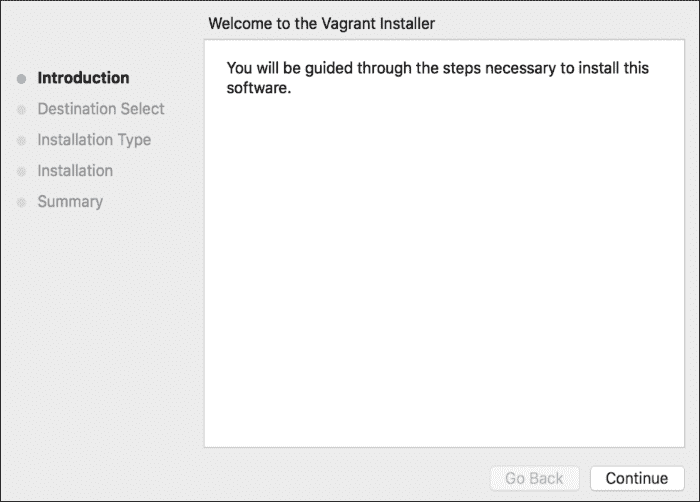 Welcome to the Vagrant Installer
Introduction
Destination Select
Installation Type
Installation
Summary
You will be guided through the steps necessary to install this
software.
Go Back
Continue